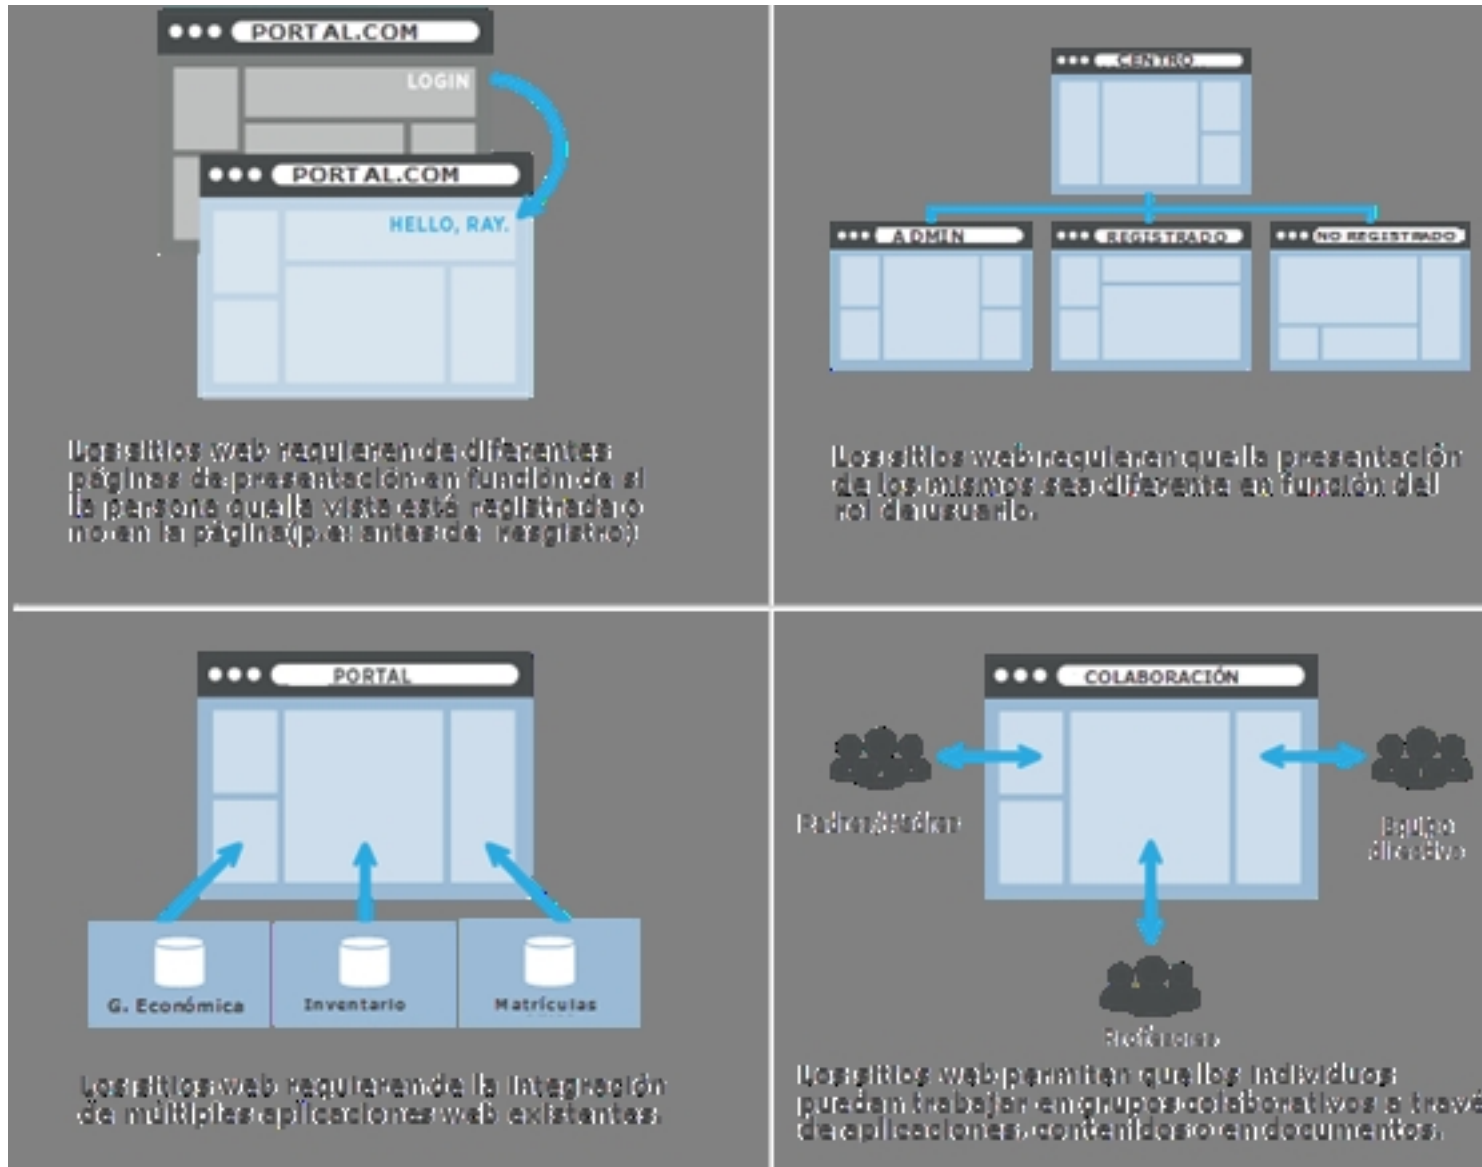 PORTAL.COM
LOGIN
PORTAL.COM
HELLO, RAY.
Los sitios web requieren de diferentes
páginas de presentación en función de si
la persona que la vista está registrada o
no en la página(p.e: antes de resgistro)
CENTRO
ADMIN
REGISTRADO
NO REGISTRADO
Los sitios web requieren que la presentación
de los mismos sea diferente en función del
rol de usuario.
PORTAL
G. Económica
Inventario
Matrículas
Los sitios web requieren de la integración
de múltiples aplicaciones web existentes.
COLABORACIÓN
Padres/Madres
Equipo
directivo
Profesores
Los sitios web permiten que los individuos
puedan trabajar en grupos colaborativos a travé
de aplicaciones, contenidos o en documentos.